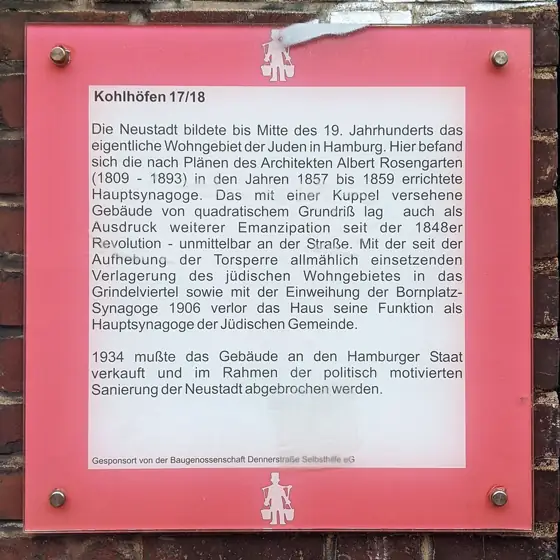 Kohlhöfen 17/18
Die Neustadt bildete bis Mitte des 19. Jahrhunderts das
eigentliche Wohngebiet der Juden in Hamburg. Hier befand
sich die nach Plänen des Architekten Albert Rosengarten
(1809 - 1893) in den Jahren 1857 bis 1859 errichtete
Hauptsynagoge. Das mit einer Kuppel versehene
Gebäude von quadratischem Grundriß lag auch als
Ausdruck weiterer Emanzipation seit der 1848er
Revolution - unmittelbar an der Straße. Mit der seit der
Aufhebung der Torsperre allmählich einsetzenden
Verlagerung des jüdischen Wohngebietes in das
Grindelviertel sowie mit der Einweihung der Bornplatz-
Synagoge 1906 verlor das Haus seine Funktion als
Hauptsynagoge der Jüdischen Gemeinde.
1934 mußte das Gebäude an den Hamburger Staat
verkauft und im Rahmen der politisch motivierten
Sanierung der Neustadt abgebrochen werden.
Gesponsort von der Baugenossenschaft Dennerstraße Selbsthilfe eG